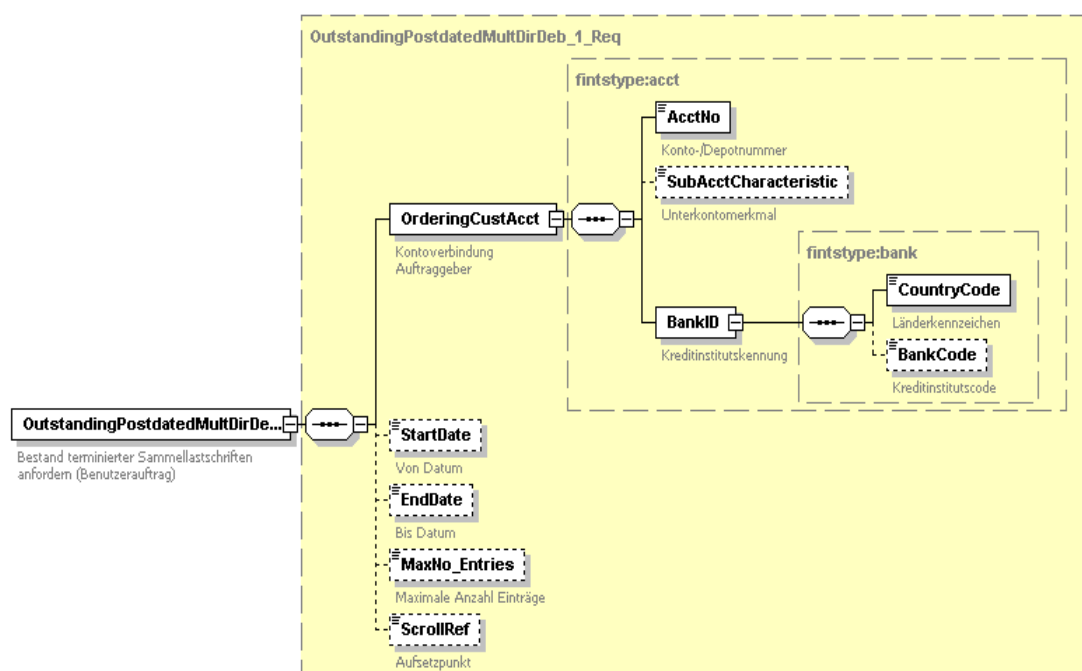 OutstandingPostdatedMultDirDeb_1_Req
fintstype:acct
AcctNo
Konto-/Depotnummer
SubAcctCharacteristic
Unterkontomerkmal
OrderingCustAcct
Kontoverbindung
Auftraggeber
fintstype:bank
CountryCode
Länderkennzeichen
BankID
Kreditinstitutskennung
BankCode
Kreditinstitutscode
OutstandingPostdatedMultDirDe...
Bestand terminierter Sammellastschriften
anfordern (Benutzerauftrag)
StartDate
Von Datum
EndDate
Bis Datum
MaxNo_Entries
Maximale Anzahl Einträge
ScrollRef
Aufsetzpunkt